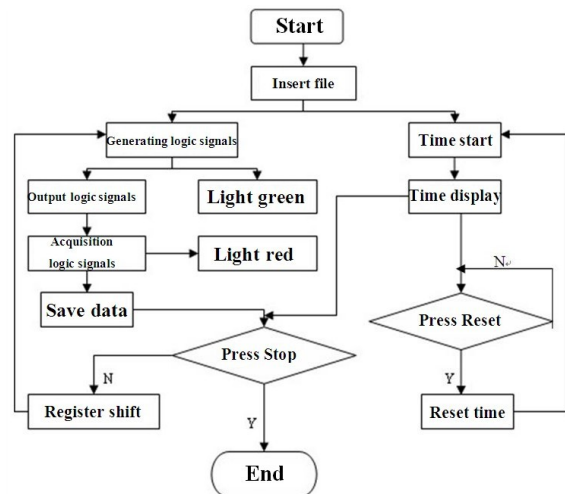 Start
Insert file
Generating logic signals
Time start
Output logic signals
Light green
Time display
Acquisition
logic signals
Light red
N
Save data
Press Reset
Press Stop
N
Y
Register shift
Y
Reset time
End